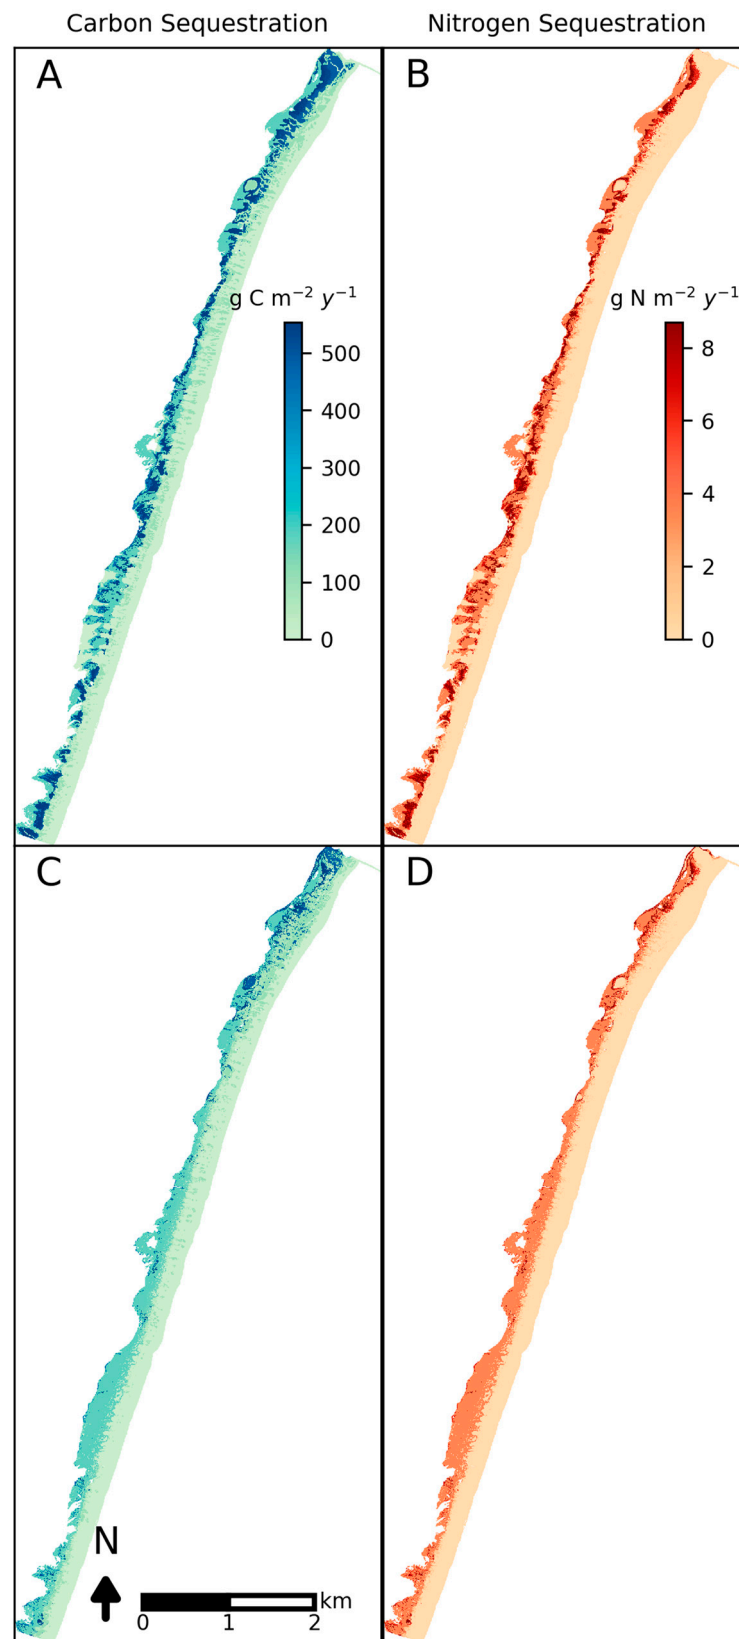 Carbon Sequestration
Nitrogen Sequestration
A
B
g C m⁻² y⁻¹
500
400
300
200
100
0
g N m⁻² y⁻¹
8
6
4
2
0
C
D
N
km
0 1 2